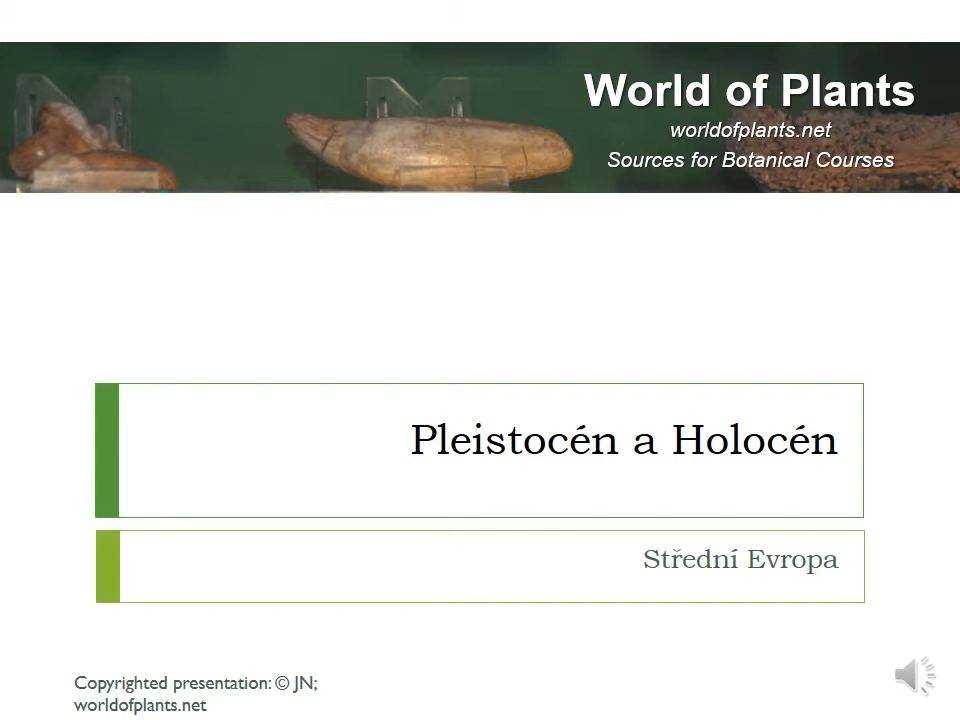 World of Plants
worldofplants.net
Sources for Botanical Courses
Pleistocén a Holocén
Střední Evropa
Copyrighted presentation: © JN;
worldofplants.net